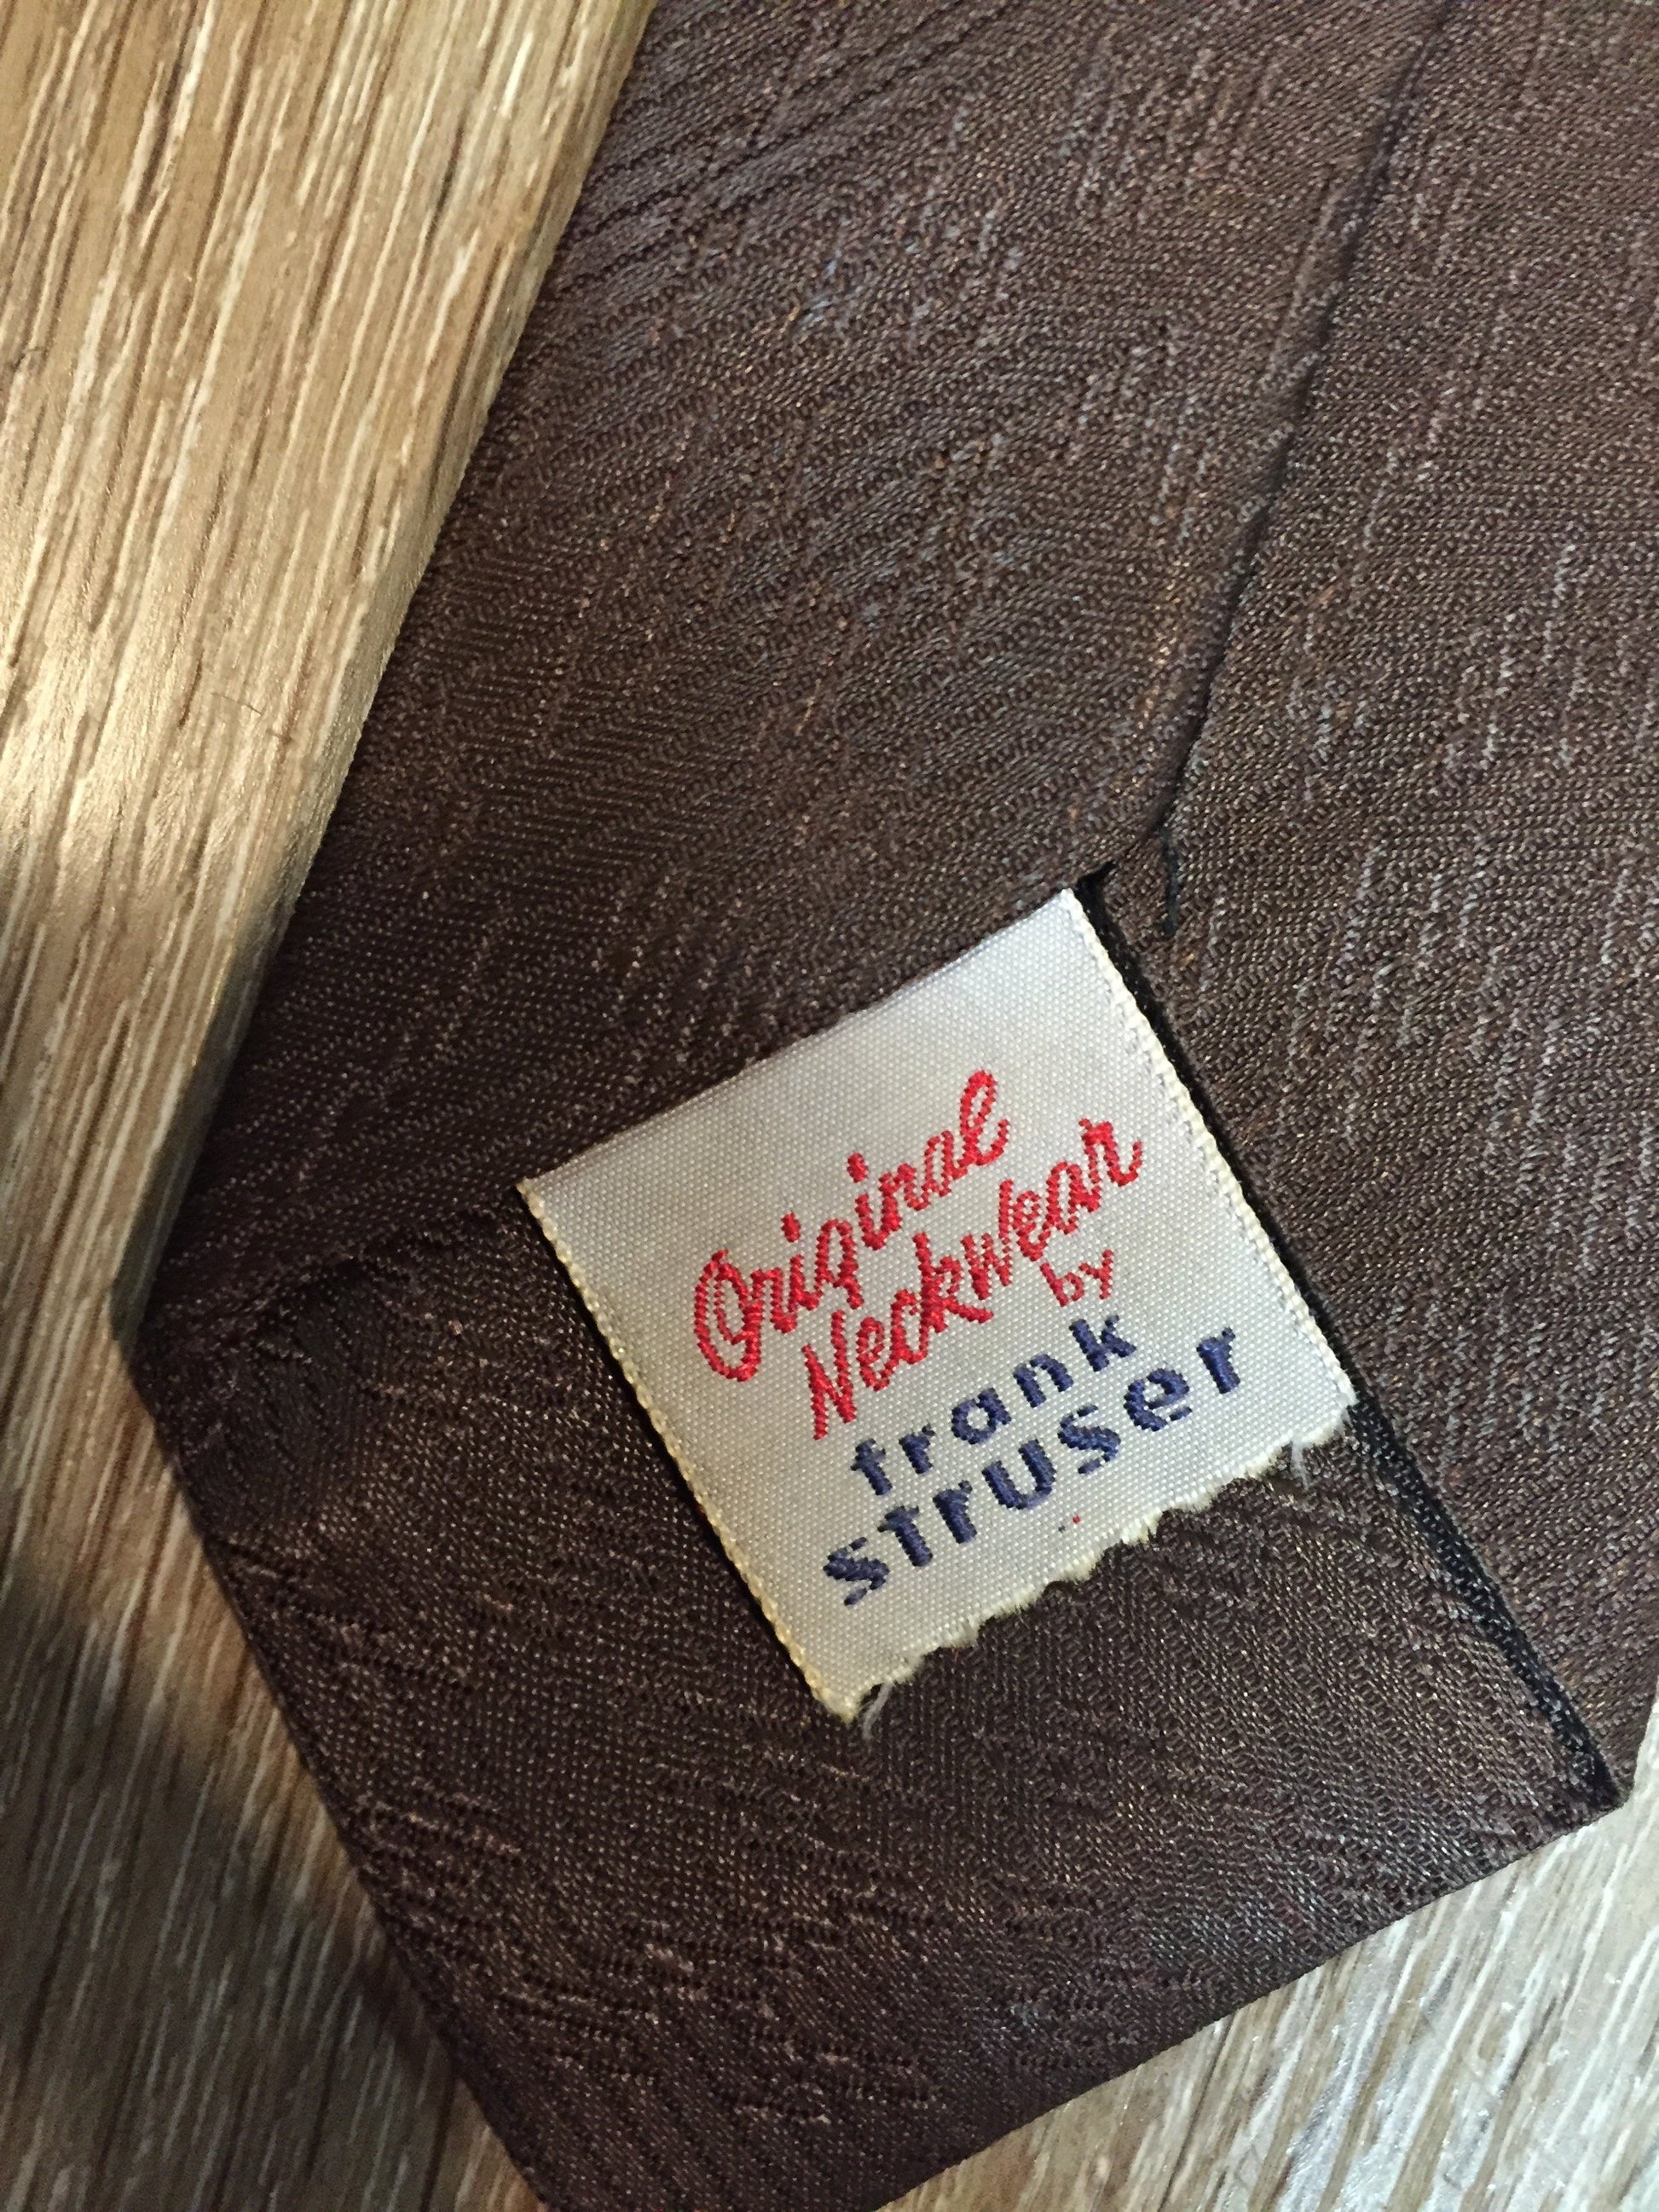 Original
Neckwear
by
frank
struser